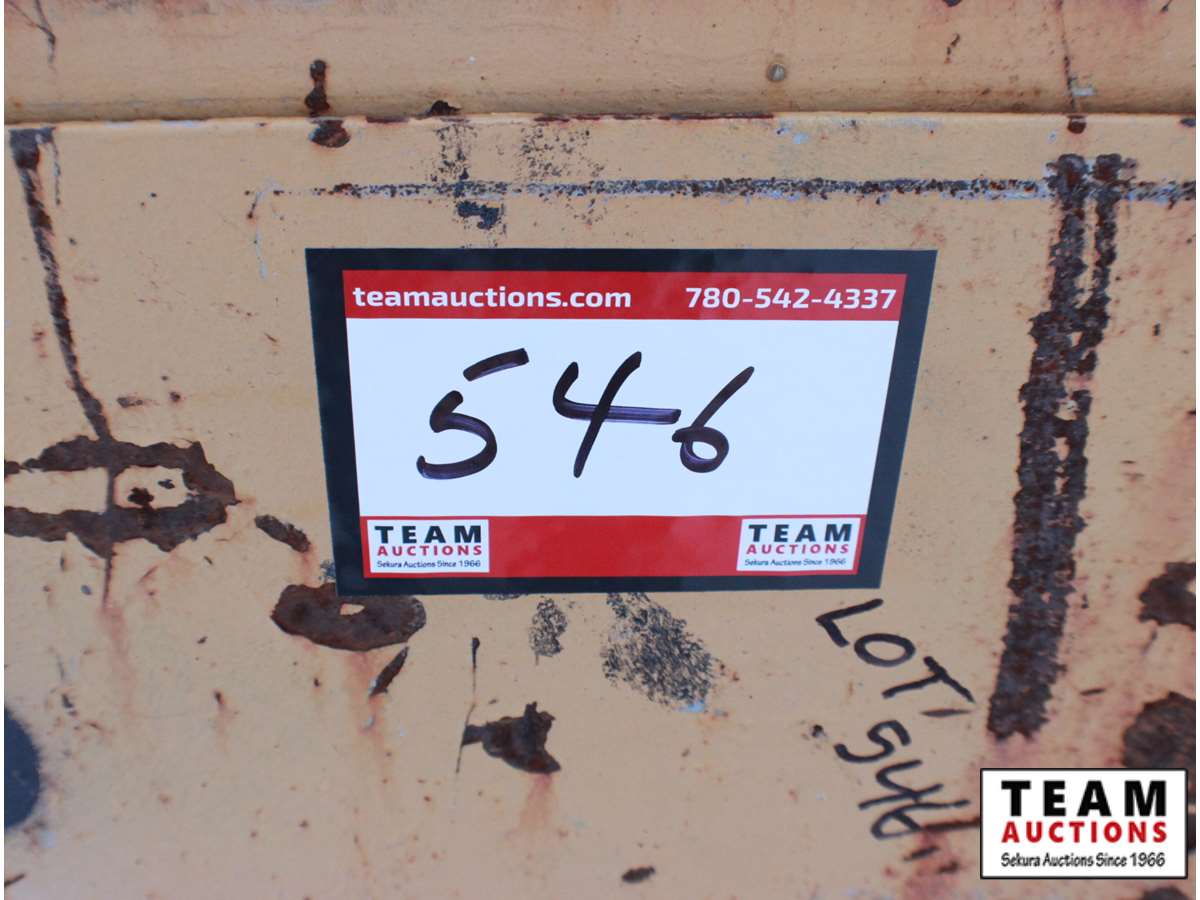 teamauctions.com 780-542-4337
546
TEAM
AUCTIONS
Sekura Auctions Since 1966
TEAM
AUCTIONS
Sekura Auctions Since 1966
LOT
546
TEAM
AUCTIONS
Sekura Auctions Since 1966